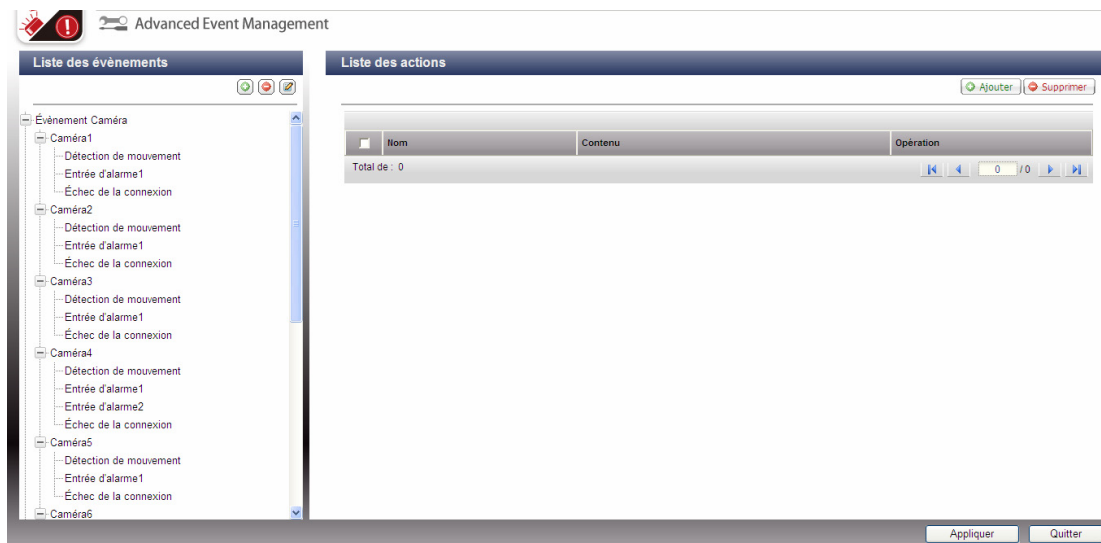 Advanced Event Management
Liste des évènements
Évènement Caméra
Caméra1
Détection de mouvement
Entrée d'alarme1
Échec de la connexion
Caméra2
Détection de mouvement
Entrée d'alarme1
Échec de la connexion
Caméra3
Détection de mouvement
Entrée d'alarme1
Échec de la connexion
Caméra4
Détection de mouvement
Entrée d'alarme1
Entrée d'alarme2
Échec de la connexion
Caméra5
Détection de mouvement
Entrée d'alarme1
Échec de la connexion
Caméra6
Liste des actions
Ajouter Supprimer
Nom Contenu Opération
Total de : 0 0 / 0
Appliquer Quitter